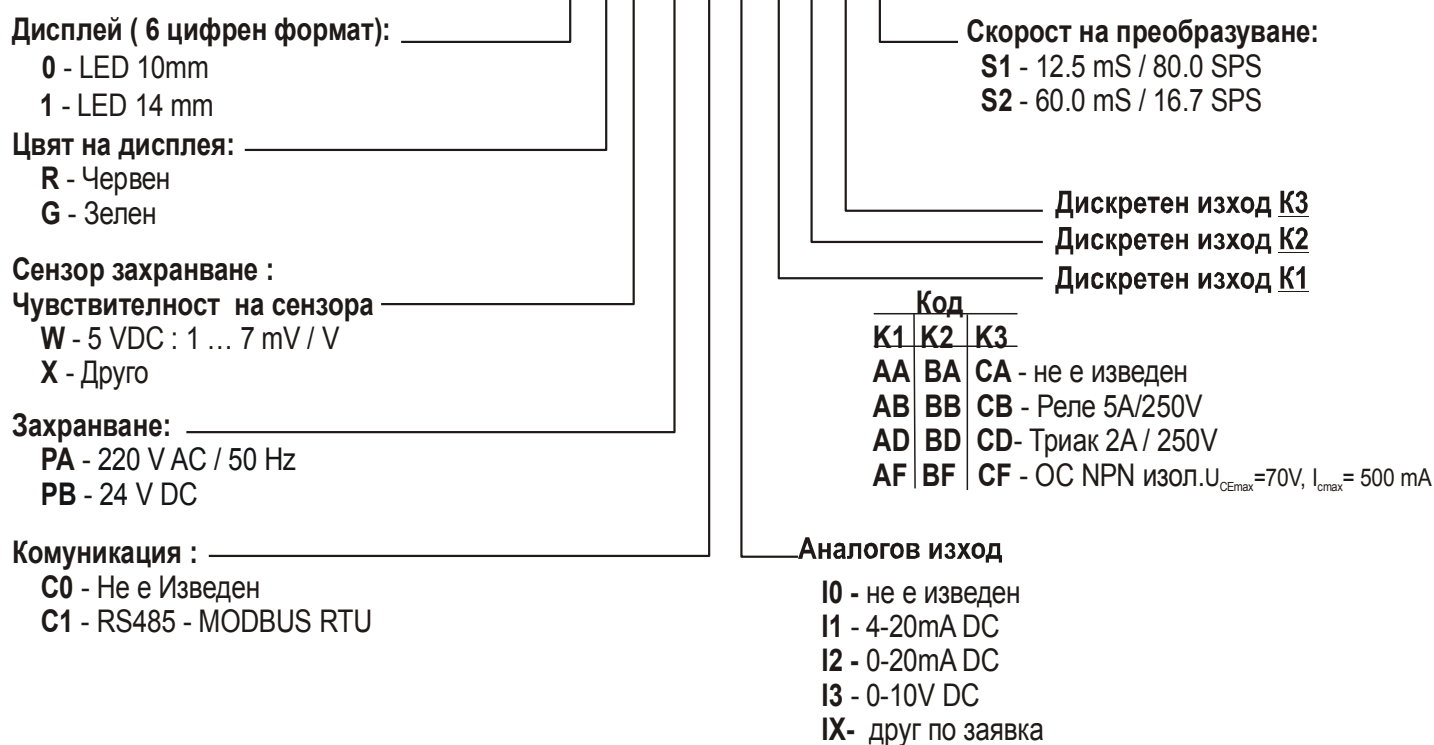 Дисплей ( 6 цифрен формат):
0 - LED 10mm
1 - LED 14 mm
Цвят на дисплея:
R - Червен
G - Зелен
Сензор захранване :
Чувствителност на сензора
W - 5 VDC : 1 … 7 mV / V
X - Друго
Захранване:
PA - 220 V AC / 50 Hz
PB - 24 V DC
Комуникация :
C0 - Не е Изведен
C1 - RS485 - MODBUS RTU
Скорост на преобразуване:
S1 - 12.5 mS / 80.0 SPS
S2 - 60.0 mS / 16.7 SPS
Дискретен изход К3
Дискретен изход К2
Дискретен изход К1
Код
K1 K2 K3
AA BA CA - не е изведен
AB BB CB - Реле 5A/250V
AD BD CD- Триак 2A / 250V
AF BF CF - OC NPN изол.UCEmax=70V, Icmax= 500 mA
Аналогов изход
I0 - не е изведен
I1 - 4-20mA DC
I2 - 0-20mA DC
I3 - 0-10V DC
IX- друг по заявка